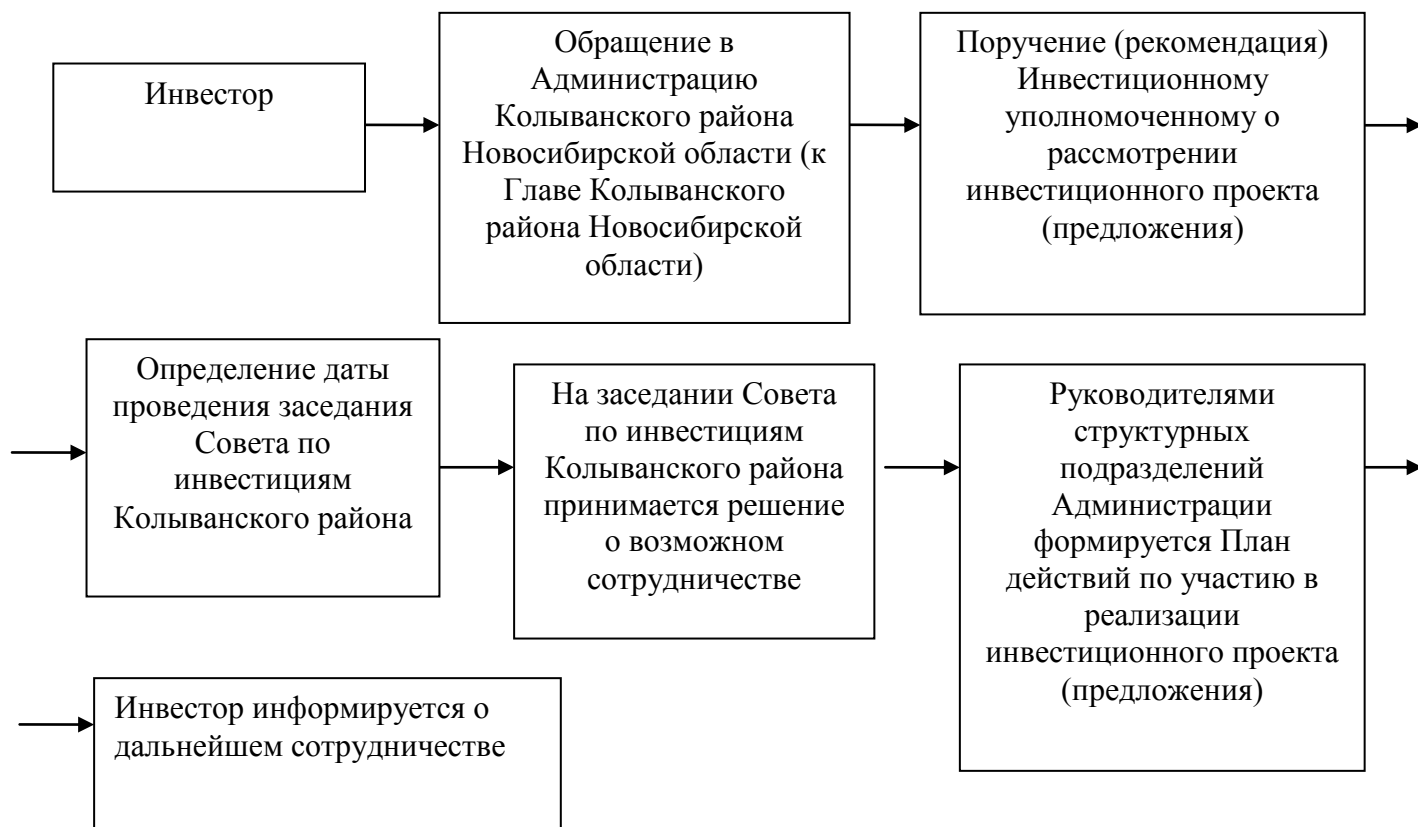 Инвестор
Обращение в
Администрацию
Колыванского района
Новосибирской области (к
Главе Колыванского
района Новосибирской
области)
Поручение (рекомендация)
Инвестиционному
уполномоченному о
рассмотрении
инвестиционного проекта
(предложения)
Определение даты
проведения заседания
Совета по
инвестициям
Колыванского района
На заседании Совета
по инвестициям
Колыванского района
принимается решение
о возможном
сотрудничестве
Руководителями
структурных
подразделений
Администрации
формируется План
действий по участию в
реализации
инвестиционного проекта
(предложения)
Инвестор информируется о
дальнейшем сотрудничестве